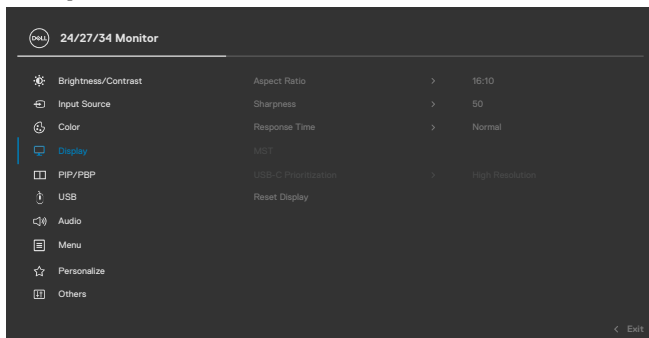 DELL 24/27/34 Monitor
Brightness/Contrast Aspect Ratio > 16:10
Input Source Sharpness > 50
Color Response Time > Normal
Display MST
PIP/PBP USB-C Prioritization > High Resolution
USB Reset Display
Audio
Menu
Personalize
Others
< Exit